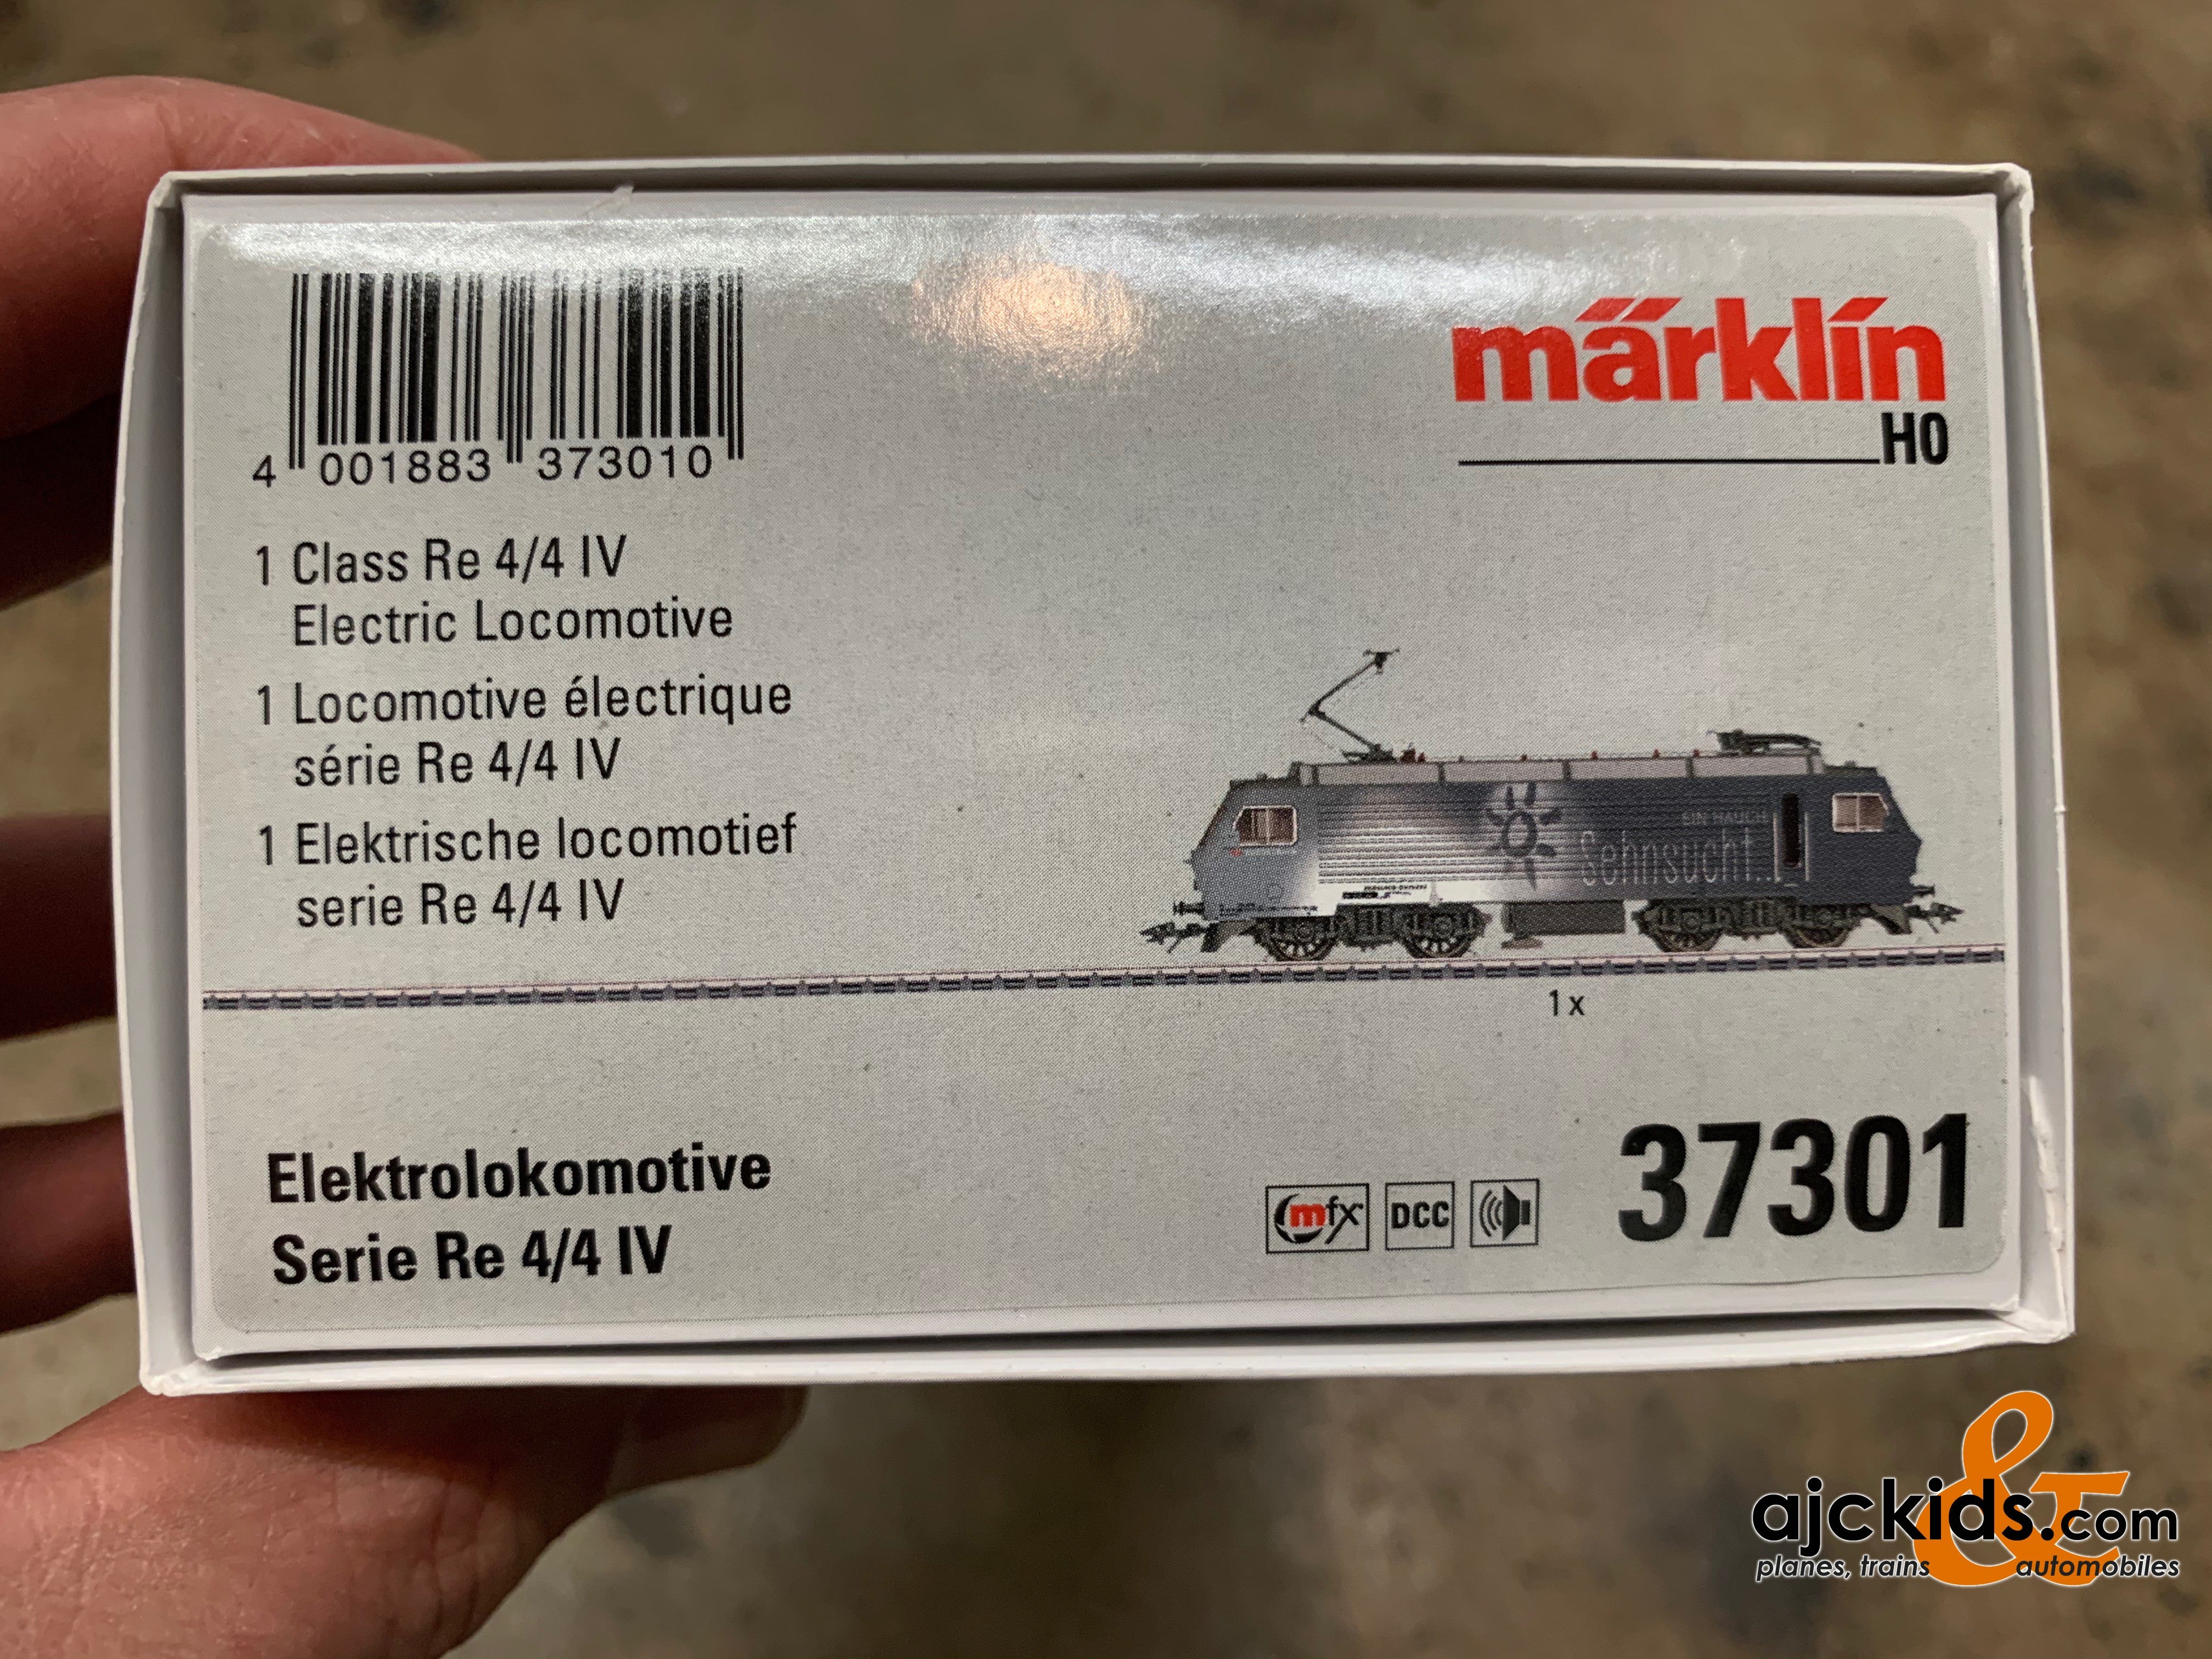 märklin
H0
4 001883 373010
1 Class Re 4/4 IV
Electric Locomotive
1 Locomotive électrique
série Re 4/4 IV
1 Elektrische locomotief
serie Re 4/4 IV
EIN HAUCH
Sehnsucht...
1 x
Elektrolokomotive
Serie Re 4/4 IV
mfx
DCC
37301
ajckids.com
planes, trains & automobiles